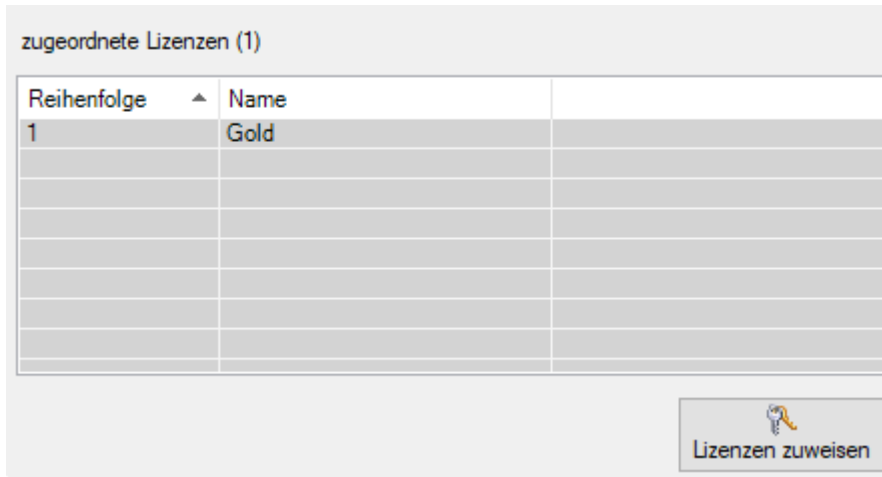 zugeordnete Lizenzen (1)
Reihenfolge Name
1 Gold
Lizenzen zuweisen